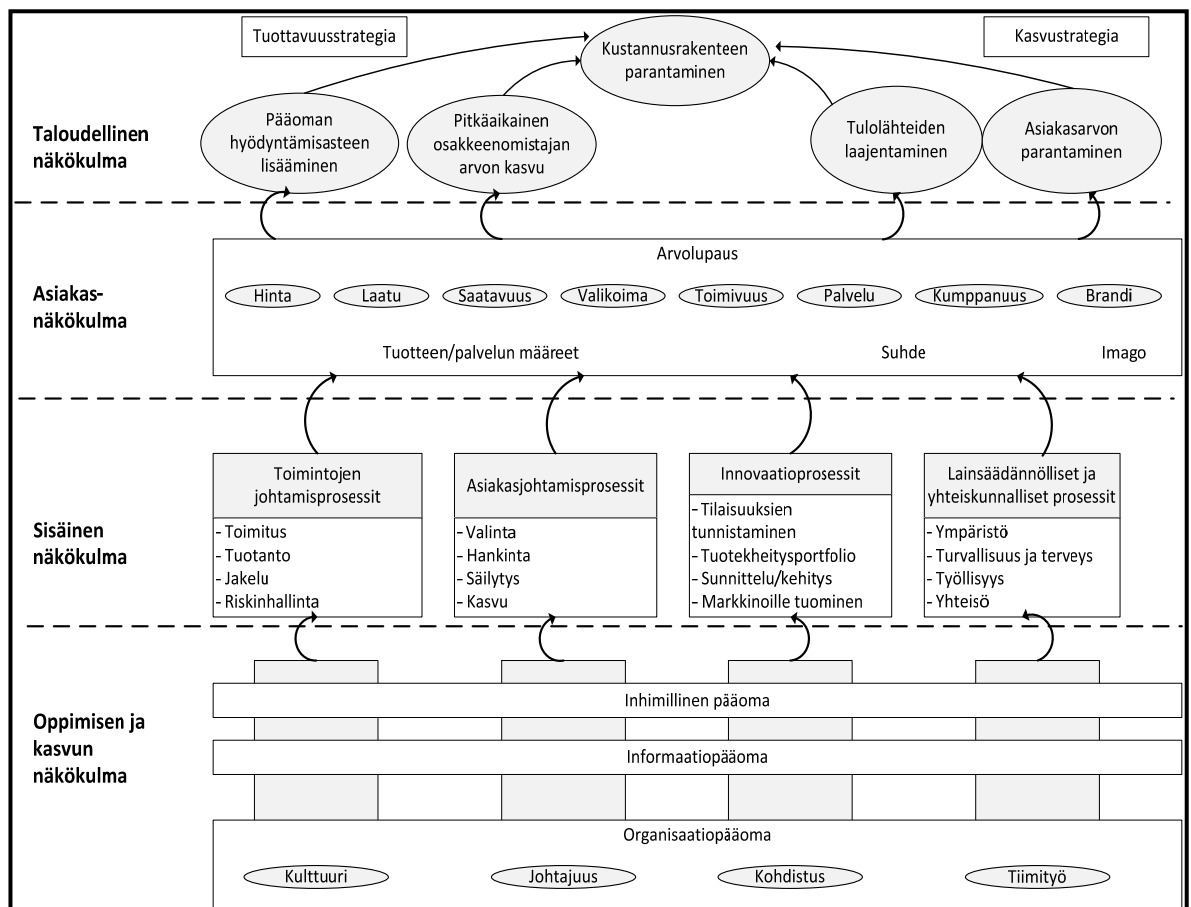 Tuottavuusstrategia
Kustannusrakenteen
parantaminen
Kasvustrategia
Taloudellinen
näkökulma
Pääoman
hyödyntämisasteen
lisääminen
Pitkäaikainen
osakkeenomistajan
arvon kasvu
Tulolähteiden
laajentaminen
Asiakasarvon
parantaminen
Asiakas-
näkökulma
Arvolupaus
Hinta Laatu Saatavuus Valikoima Toimivuus Palvelu Kumppanuus Brandi
Tuotteen/palvelun määreet Suhde Imago
Sisäinen
näkökulma
Toimintojen
johtamisprosessit
- Toimitus
- Tuotanto
- Jakelu
- Riskinhallinta
Asiakasjohtamisprosessit
- Valinta
- Hankinta
- Säilytys
- Kasvu
Innovaatioprosessit
- Tilaisuuksien
tunnistaminen
- Tuotekheitysportfolio
- Sunnittelu/kehitys
- Markkinoille tuominen
Lainsäädännölliset ja
yhteiskunnalliset prosessit
- Ympäristö
- Turvallisuus ja terveys
- Työllisyys
- Yhteisö
Oppimisen ja
kasvun
näkökulma
Inhimillinen pääoma
Informaatiopääoma
Organisaatiopääoma
Kulttuuri Johtajuus Kohdistus Tiimityö